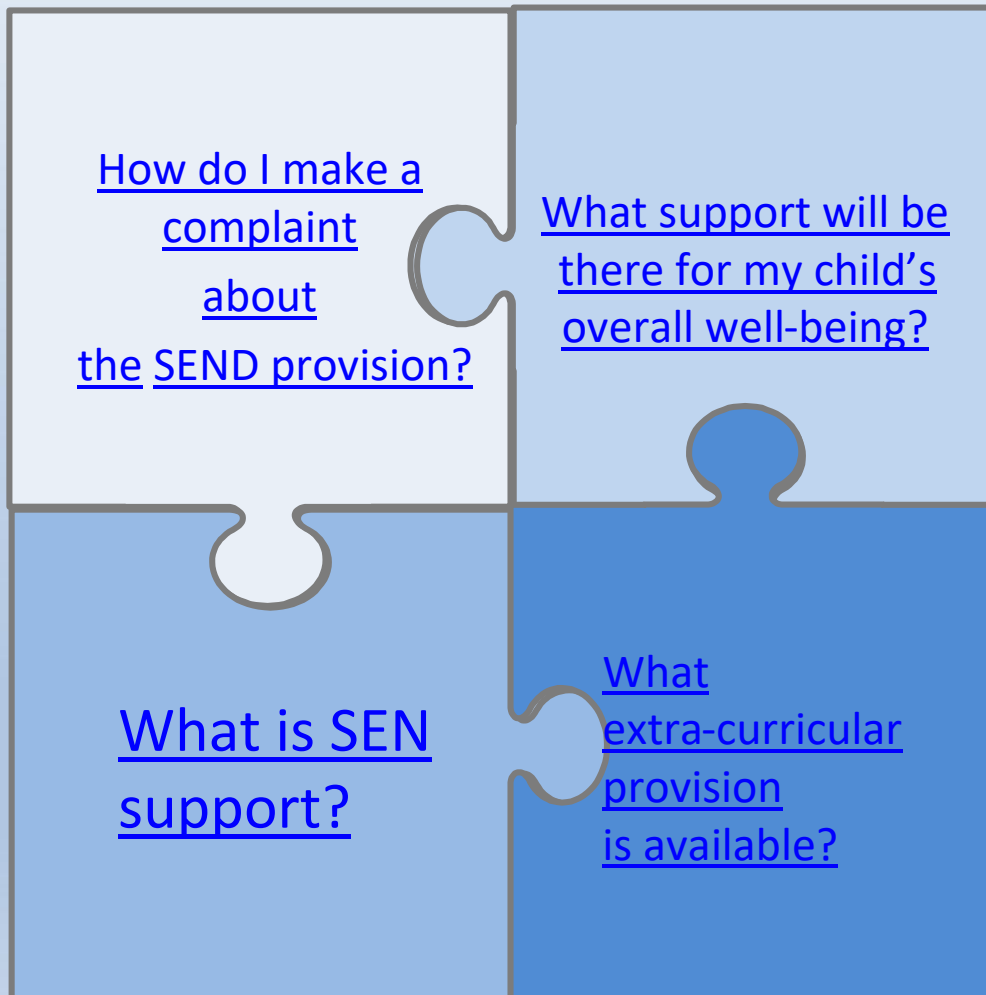 How do I make a
complaint
about
the SEND provision?
What support will be
there for my child’s
overall well-being?
What is SEN
support?
What
extra-curricular
provision
is available?